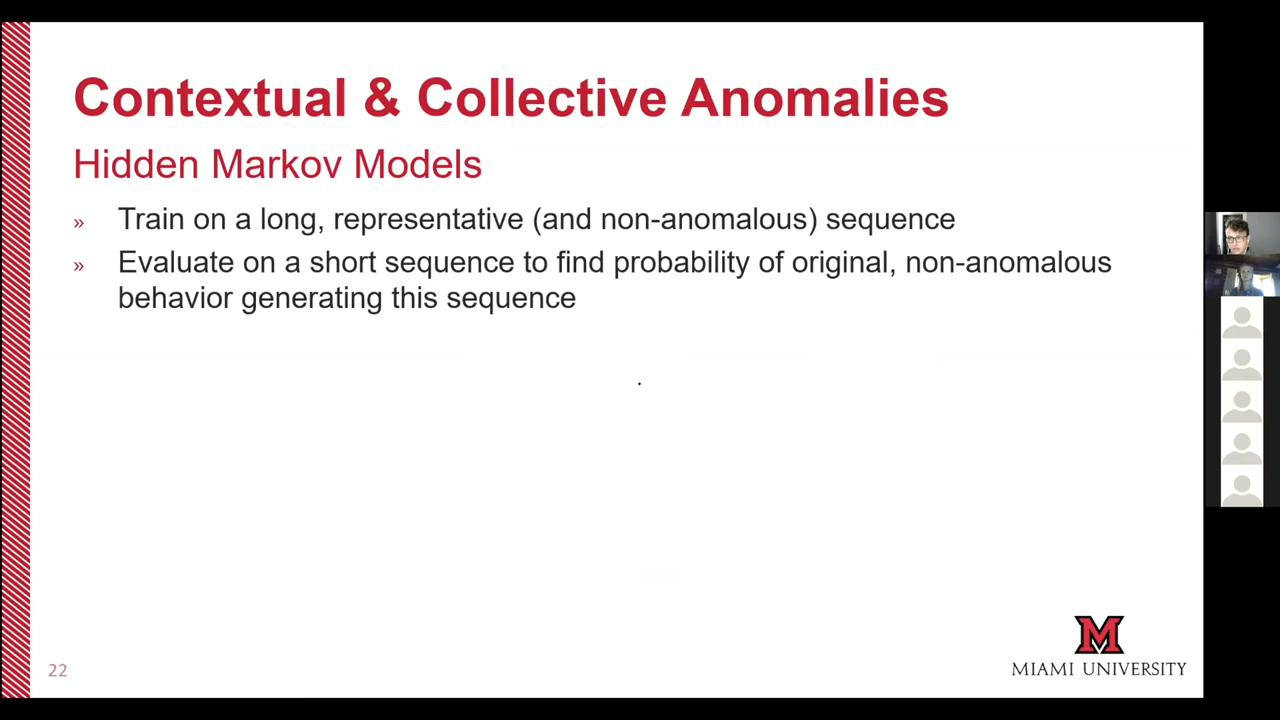 Contextual & Collective Anomalies
Hidden Markov Models
» Train on a long, representative (and non-anomalous) sequence
» Evaluate on a short sequence to find probability of original, non-anomalous
behavior generating this sequence
22
M
MIAMI UNIVERSITY